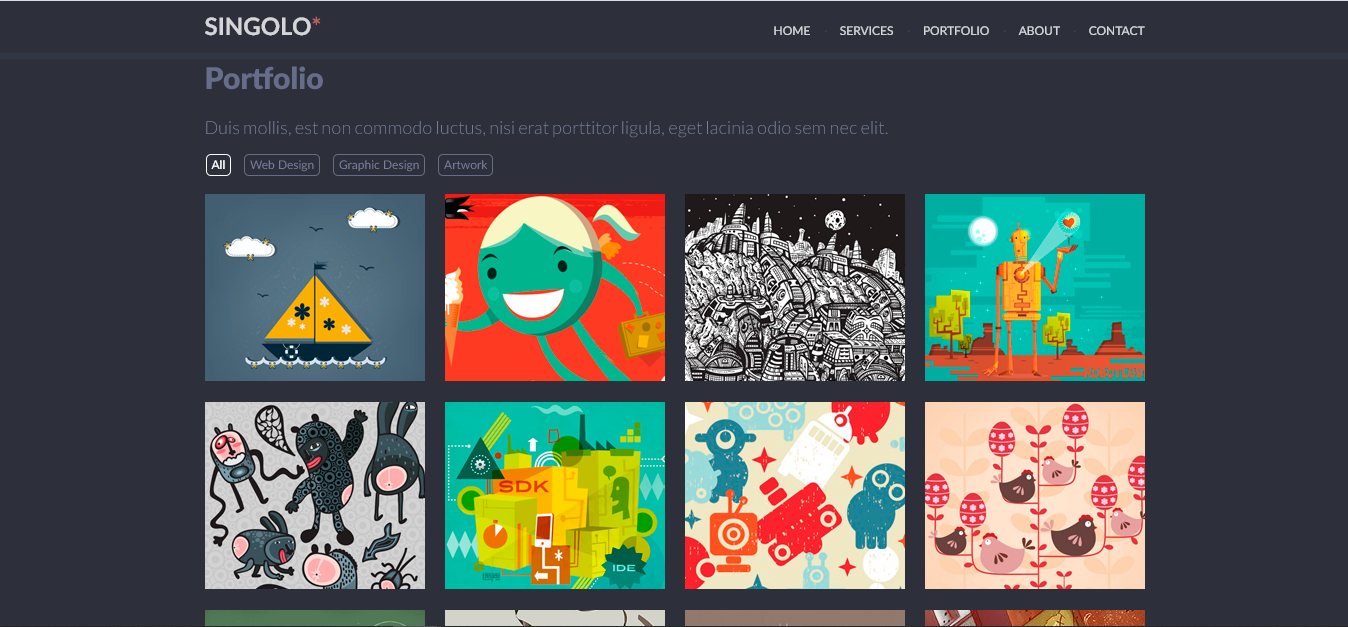 SINGOLO*
HOME · SERVICES · PORTFOLIO · ABOUT · CONTACT
Portfolio
Duis mollis, est non commodo luctus, nisi erat porttitor ligula, eget lacinia odio sem nec elit.
All Web Design Graphic Design Artwork
SDK
IDE